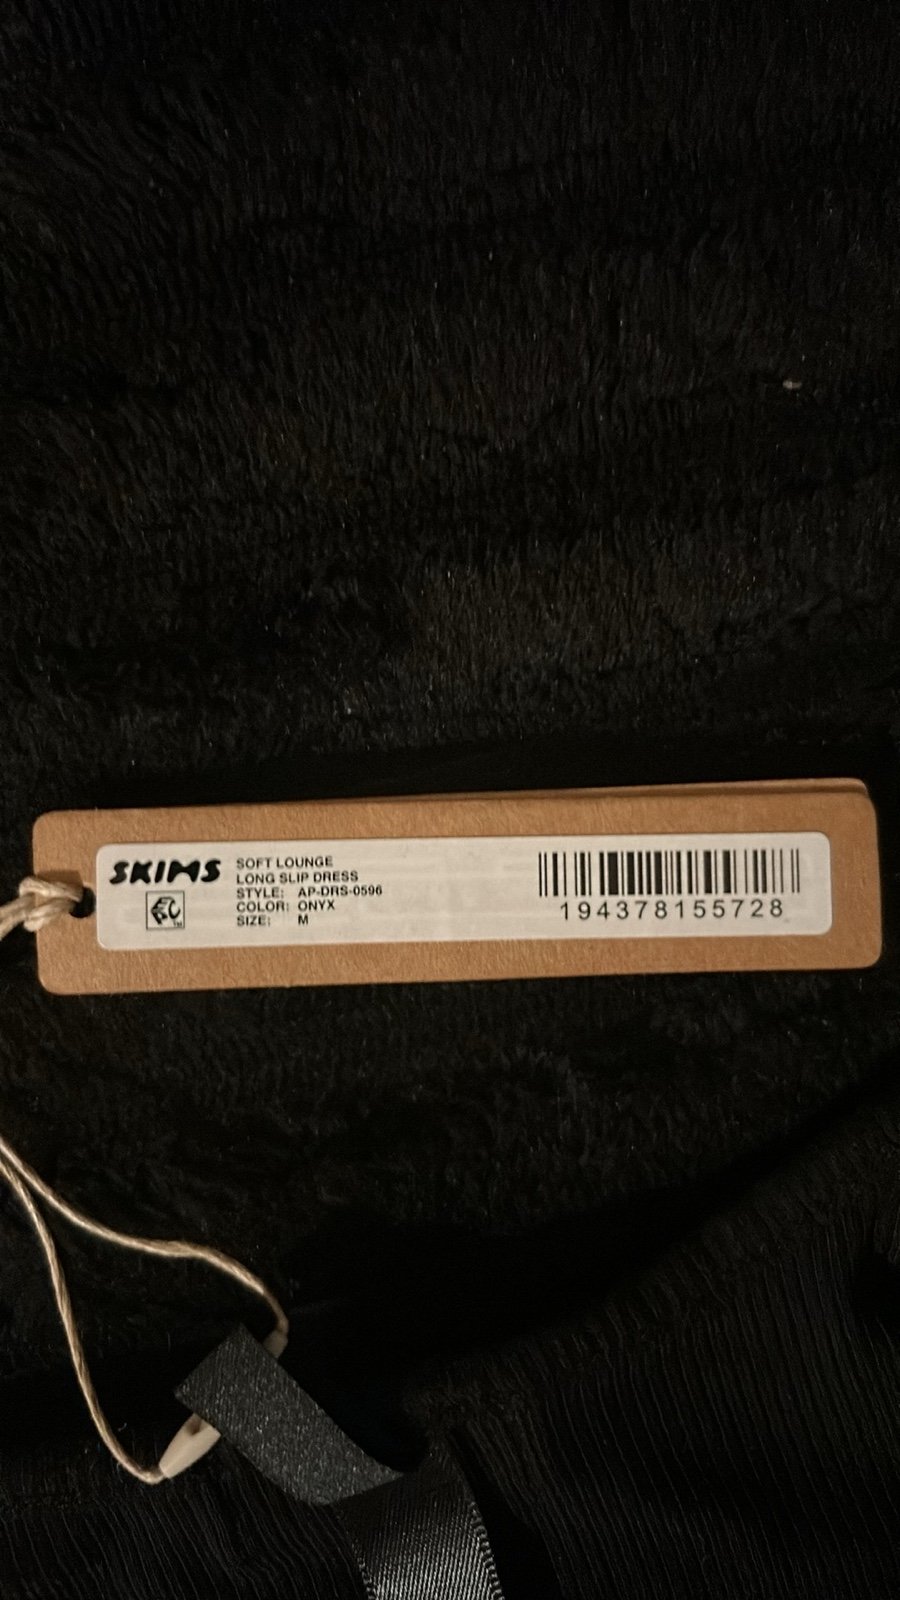 SKIMS
SOFT LOUNGE
LONG SLIP DRESS
STYLE: AP-DRS-0596
COLOR: ONYX
SIZE: M
194378155728